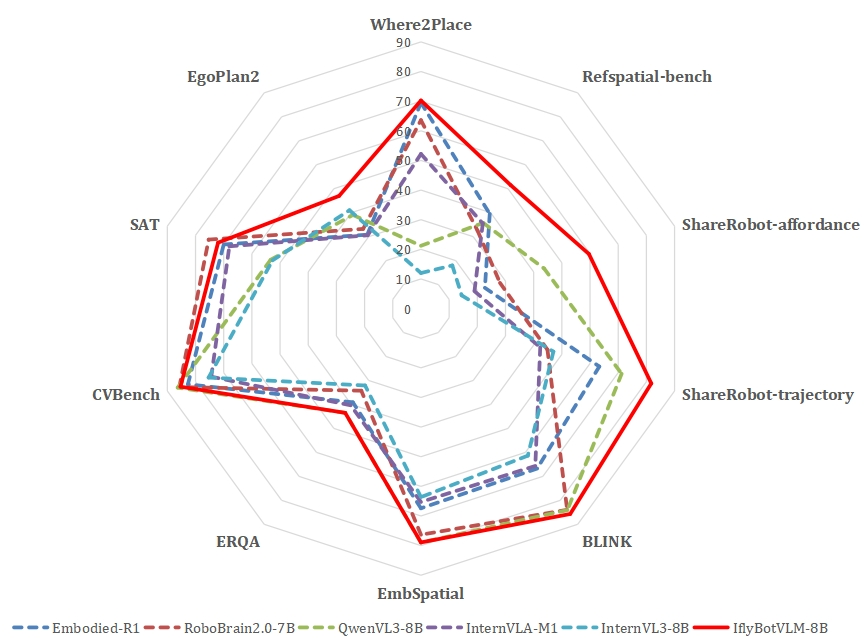 Where2Place
90
EgoPlan2
Refspatial-bench
80
70
60
50
40
SAT
ShareRobot-affordance
30
20
10
0
CVBench
ShareRobot-trajectory
ERQA
BLINK
EmbSpatial
Embodied-R1 RoboBrain2.0-7B QwenVL3-8B InternVLA-M1 InternVL3-8B IflyBotVLM-8B